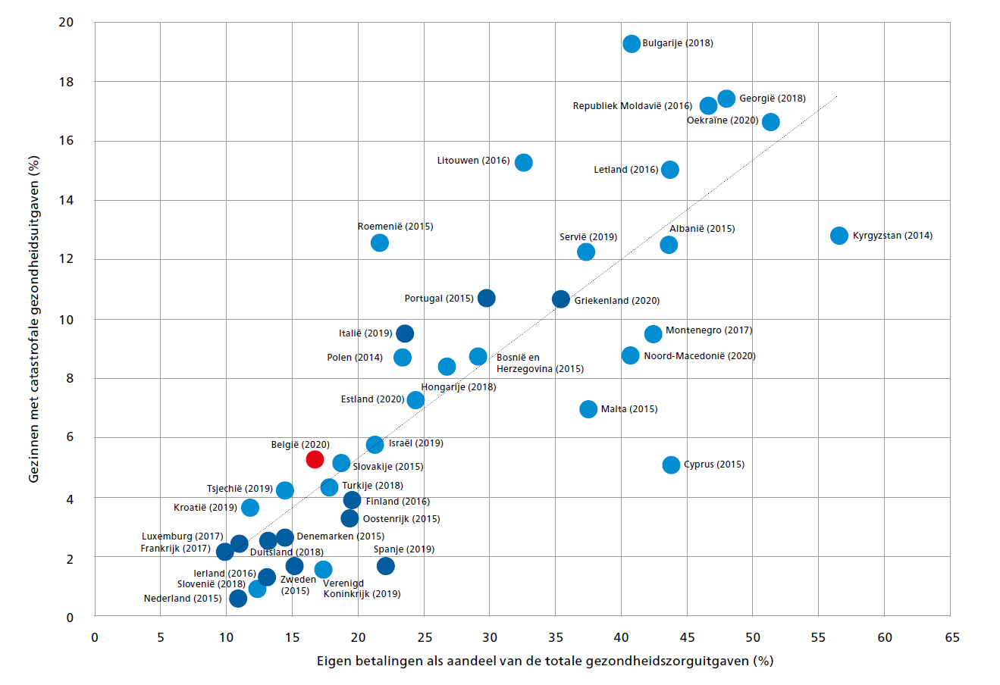 20
18
16
14
12
10
8
6
4
2
0
Gezinnen met catastrofale gezondheidsuitgaven (%)
Bulgarije (2018)
Georgië (2018)
Republiek Moldavië (2016)
Oekraïne (2020)
Litouwen (2016)
Letland (2016)
Roemenië (2015)
Albanië (2015)
Servië (2019)
Kyrgyzstan (2014)
Portugal (2015)
Griekenland (2020)
Italië (2019)
Montenegro (2017)
Polen (2014)
Bosnië en
Herzegovina (2015)
Noord-Macedonië (2020)
Hongarije (2018)
Estland (2020)
Malta (2015)
België (2020)
Israël (2019)
Slovakije (2015)
Cyprus (2015)
Tsjechië (2019)
Turkije (2018)
Kroatië (2019)
Finland (2016)
Oostenrijk (2015)
Luxemburg (2017)
Denemarken (2015)
Frankrijk (2017)
Duitsland (2018)
Spanje (2019)
Ierland (2016)
Zweden
(2015)
Slovenië (2018)
Verenigd
Koninkrijk (2019)
Nederland (2015)
0 5 10 15 20 25 30 35 40 45 50 55 60 65
Eigen betalingen als aandeel van de totale gezondheidszorguitgaven (%)